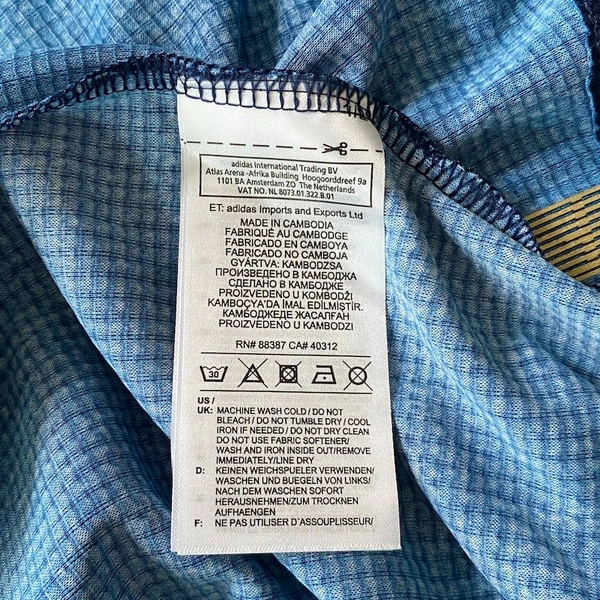 adidas International Trading BV
Atlas Arena -Afrika Building Hoogoorddreef 9a
1101 BA Amsterdam ZO The Netherlands
VAT NO. NL 8073.01.322.B.01
ET: adidas Imports and Exports Ltd
MADE IN CAMBODIA
FABRIQUÉ AU CAMBODGE
FABRICADO EN CAMBOYA
FABRICADO NO CAMBOJA
GYÁRTVA: KAMBODZSA
ПРОИЗВЕДЕНО В КАМБОДЖА
СДЕЛАНО В КАМБОДЖЕ
PROIZVEDENO U KOMBODŽI
KAMBOÇYA'DA İMAL EDİLMİŞTİR.
КАМБОДЖЕДЕ ЖАСАЛҒАН
PROIZVEDENO U KAMBODZI
RN# 88387 CA# 40312
30
US /
UK: MACHINE WASH COLD / DO NOT
BLEACH / DO NOT TUMBLE DRY / COOL
IRON IF NEEDED / DO NOT DRY CLEAN
DO NOT USE FABRIC SOFTENER/
WASH AND IRON INSIDE OUT/REMOVE
IMMEDIATELY/LINE DRY
D: KEINEN WEICHSPUELER VERWENDEN/
WASCHEN UND BUEGELN VON LINKS/
NACH DEM WASCHEN SOFORT
HERAUSNEHMEN/ZUM TROCKNEN
AUFHAENGEN
F: NE PAS UTILISER D'ASSOUPLISEUR/